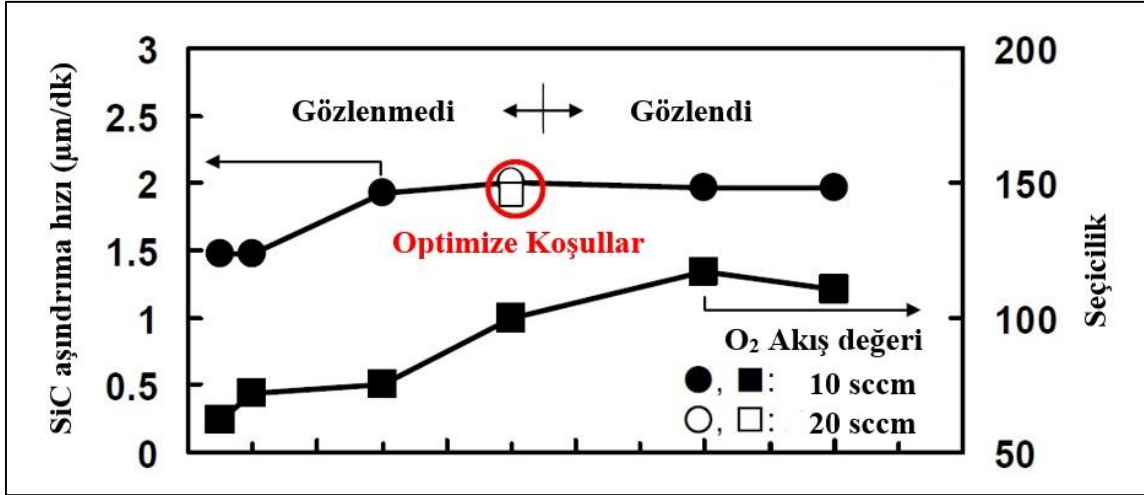 SiC aşındırma hızı (µm/dk)
3
2.5
2
1.5
1
0.5
0
Gözlenmedi
Gözlendi
Optimize Koşullar
O₂ Akış değeri
●, ■: 10 sccm
○, □: 20 sccm
200
150
100
50
Seçicilik